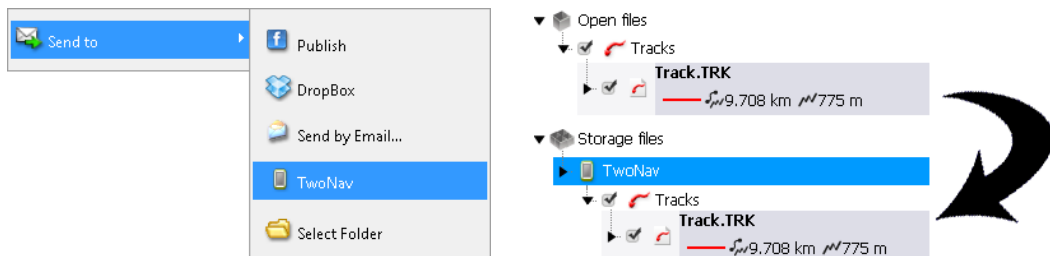 Send to
Publish
DropBox
Send by Email...
TwoNav
Select Folder
Open files
Tracks
Track.TRK
9.708 km 775 m
Storage files
TwoNav
Tracks
Track.TRK
9.708 km 775 m